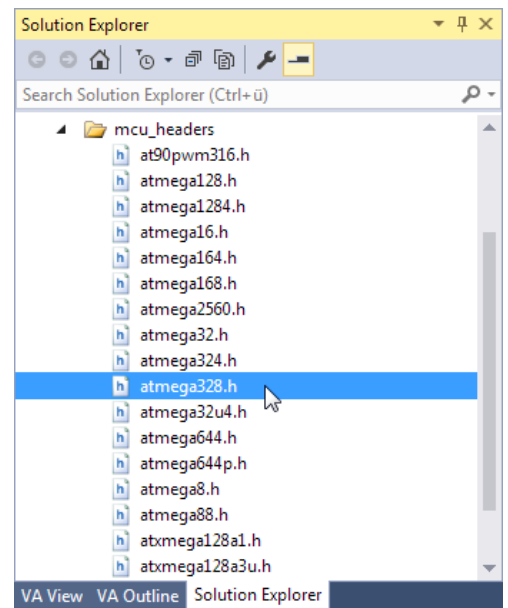 Solution Explorer
Search Solution Explorer (Ctrl+ü)
mcu_headers
at90pwm316.h
atmega128.h
atmega1284.h
atmega16.h
atmega164.h
atmega168.h
atmega2560.h
atmega32.h
atmega324.h
atmega328.h
atmega32u4.h
atmega644.h
atmega644p.h
atmega8.h
atmega88.h
atxmega128a1.h
atxmega128a3u.h
VA View VA Outline Solution Explorer